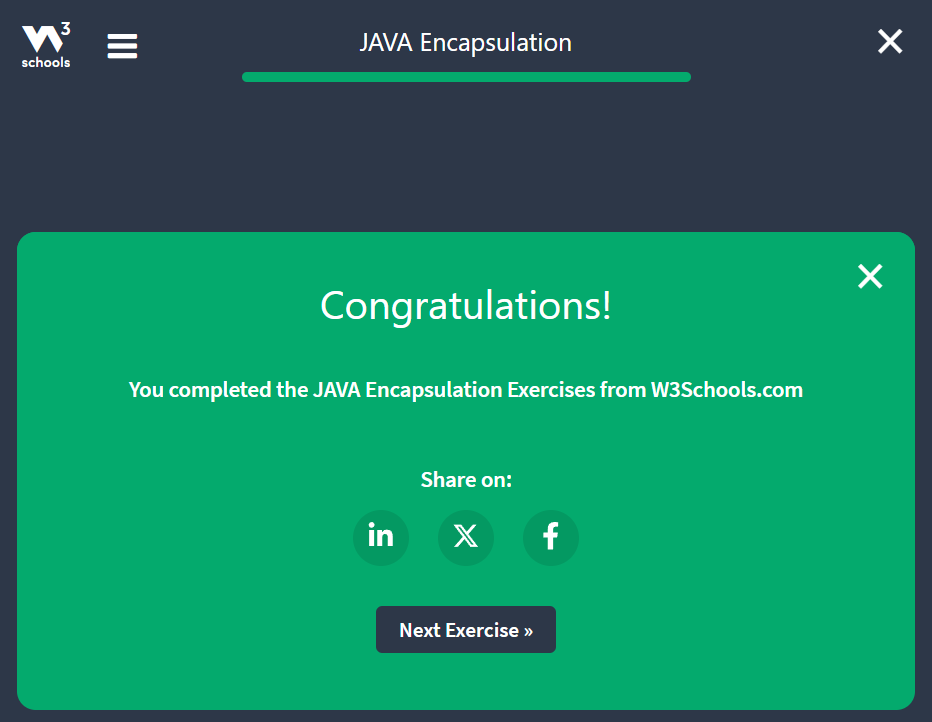 W3
schools
JAVA Encapsulation
Congratulations!
You completed the JAVA Encapsulation Exercises from W3Schools.com
Share on:
in
X
f
Next Exercise »